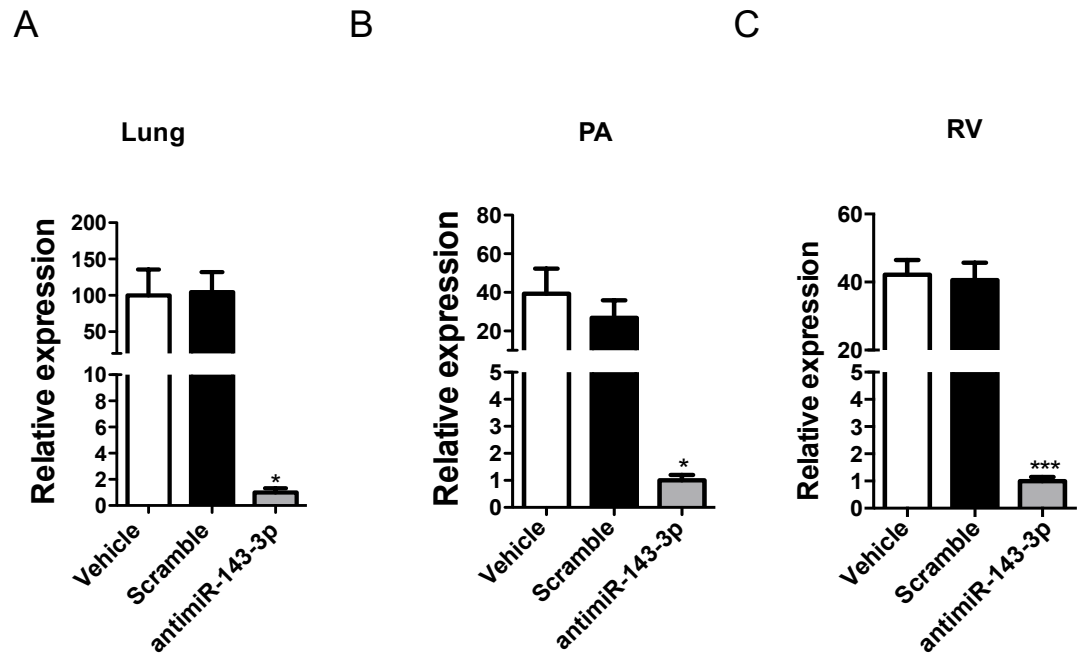 A
B
C
Lung
PA
RV
Relative expression
200
150
100
50
10
8
6
4
2
0
*
Vehicle
Scramble
antimiR-143-3p
Relative expression
80
60
40
20
5
4
3
2
1
0
*
Vehicle
Scramble
antimiR-143-3p
Relative expression
60
40
20
5
4
3
2
1
0
***
Vehicle
Scramble
antimiR-143-3p